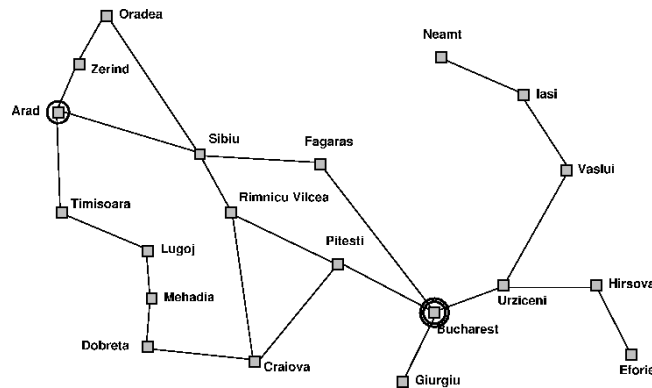 Oradea
Neamt
Zerind
Iasi
Arad
Sibiu
Fagaras
Vaslui
Rimnicu Vilcea
Timisoara
Pitesti
Lugoj
Mehadia
Hirsova
Urziceni
Bucharest
Dobreta
Craiova
Giurgiu
Eforie